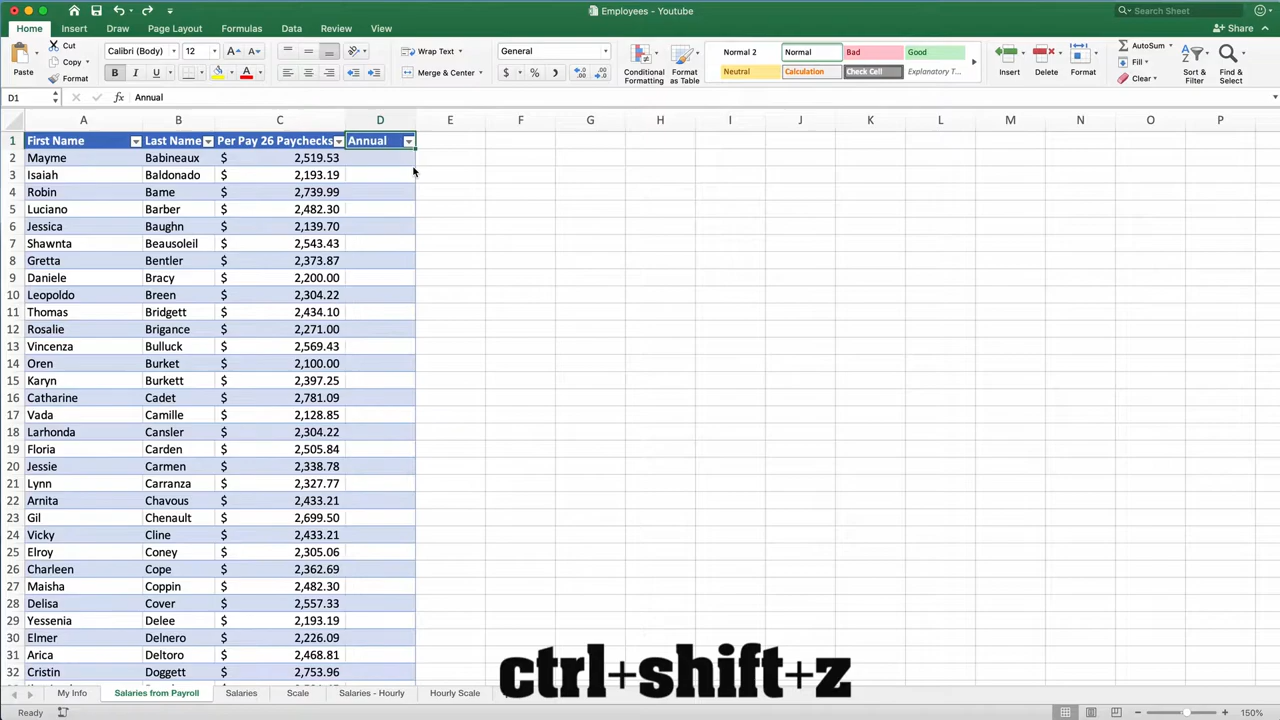 Employees - Youtube
Search Sheet
Home Insert Draw Page Layout Formulas Data Review View
Share
Paste
Cut
Copy
Format
Calibri (Body) 12
B I U
Wrap Text
Merge & Center
General
$ % )
Conditional Formatting
Format as Table
Normal 2 Normal Bad Good
Neutral Calculation Check Cell Explanatory T...
Insert Delete Format
AutoSum
Fill
Clear
Sort & Filter
Find & Select
D1 fx Annual
A B C D E F G H I J K L M N O P
1 First Name Last Name Per Pay 26 Paychecks Annual
2 Mayme Babineaux $ 2,519.53
3 Isaiah Baldonado $ 2,193.19
4 Robin Bame $ 2,739.99
5 Luciano Barber $ 2,482.30
6 Jessica Baughn $ 2,139.70
7 Shawnta Beausoleil $ 2,543.43
8 Gretta Bentler $ 2,373.87
9 Daniele Bracy $ 2,200.00
10 Leopoldo Breen $ 2,304.22
11 Thomas Bridgett $ 2,434.10
12 Rosalie Brigance $ 2,271.00
13 Vincenza Bulluck $ 2,569.43
14 Oren Burket $ 2,100.00
15 Karyn Burkett $ 2,397.25
16 Catharine Cadet $ 2,781.09
17 Vada Camille $ 2,128.85
18 Larhonda Cansler $ 2,304.22
19 Floria Carden $ 2,505.84
20 Jessie Carmen $ 2,338.78
21 Lynn Carranza $ 2,327.77
22 Arnita Chavous $ 2,433.21
23 Gil Chenault $ 2,699.50
24 Vicky Cline $ 2,433.21
25 Elroy Coney $ 2,305.06
26 Charleen Cope $ 2,362.69
27 Maisha Coppin $ 2,482.30
28 Delisa Cover $ 2,557.33
29 Yessenia Delee $ 2,193.19
30 Elmer Delnero $ 2,226.09
31 Arica Deltoro $ 2,468.81
32 Cristin Doggett $ 2,753.96
ctrl+shift+z
My Info Salaries from Payroll Salaries Scale Salaries - Hourly Hourly Scale
Ready
150%